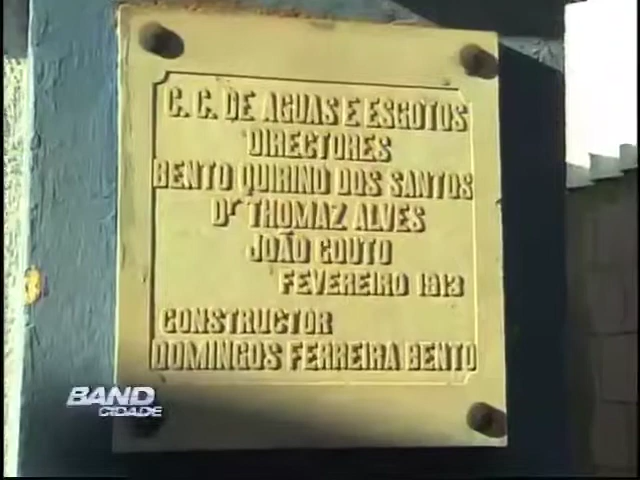 C. C. DE AGUAS E ESGOTOS
DIRECTORES
BENTO QUIRINO DOS SANTOS
Dr THOMAZ ALVES
JOÃO COUTO
FEVEREIRO 1913
CONSTRUCTOR
DOMINGOS FERREIRA BENTO
BAND
CIDADE